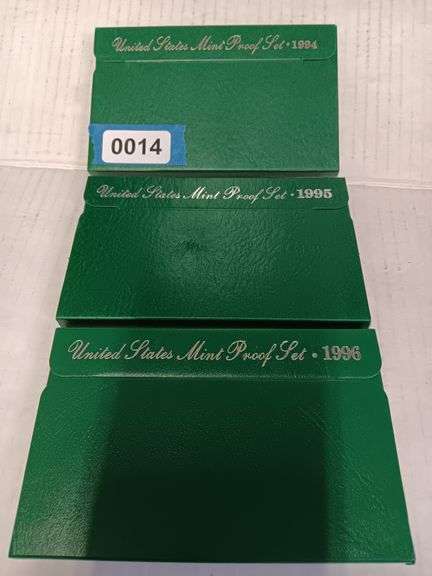 United States Mint Proof Set • 1994
0014
United States Mint Proof Set • 1995
United States Mint Proof Set • 1996